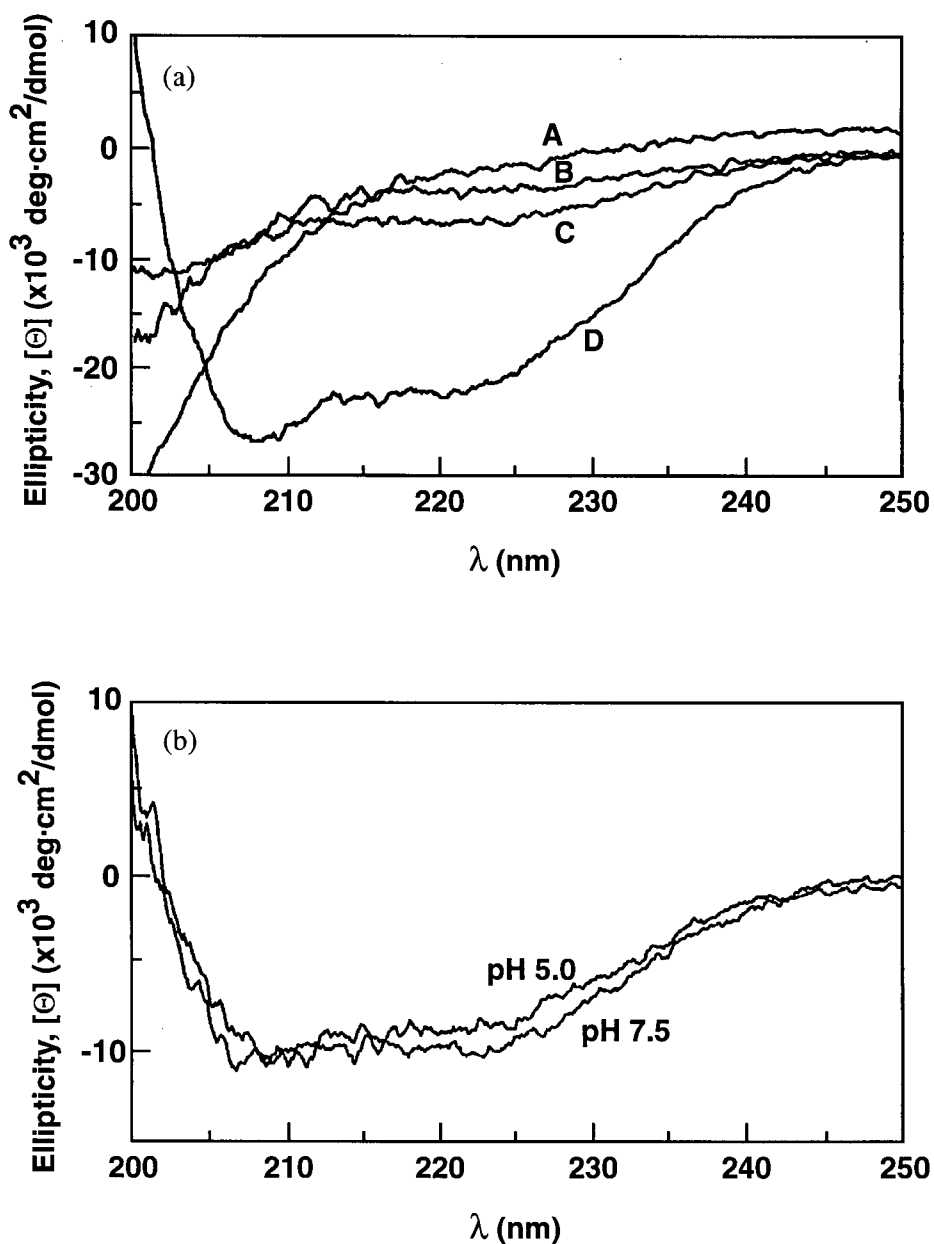 Ellipticity, [Θ] (x10³ deg·cm²/dmol)
10
0
-10
-20
-30
(a)
A
B
C
D
200
210
220
230
240
250
λ (nm)
Ellipticity, [Θ] (x10³ deg·cm²/dmol)
10
0
-10
(b)
pH 5.0
pH 7.5
200
210
220
230
240
250
λ (nm)